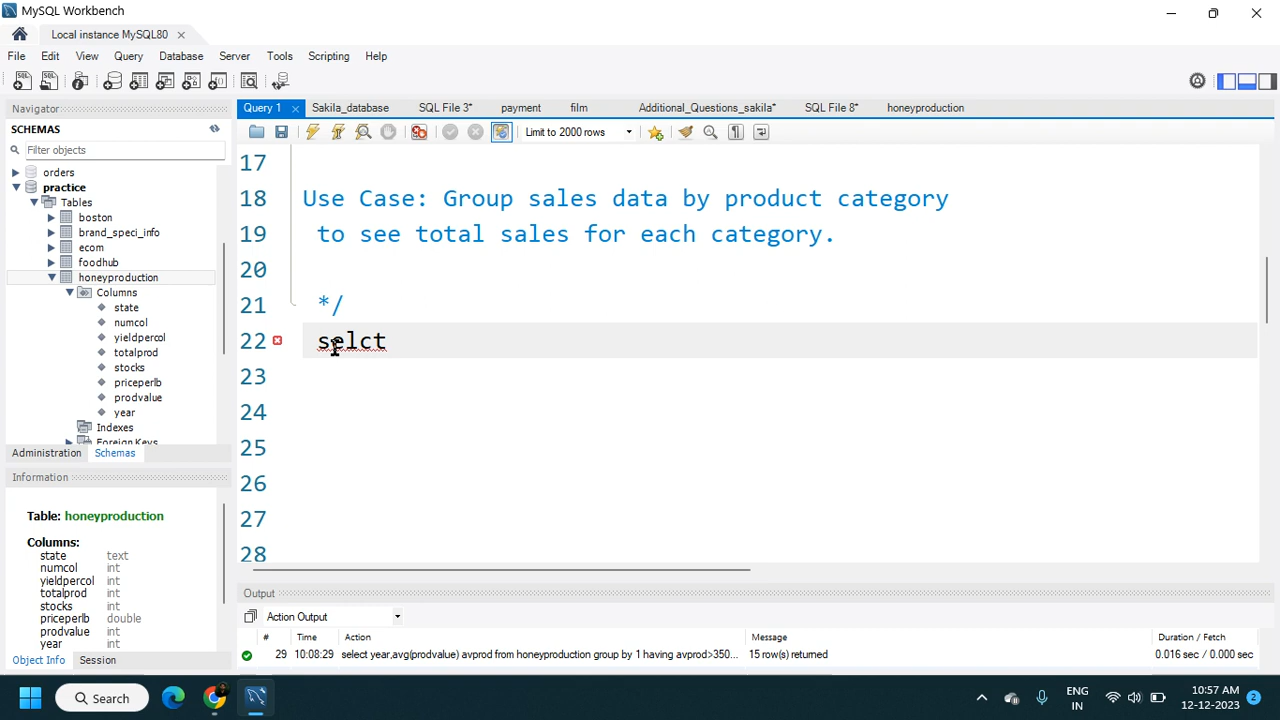 MySQL Workbench
Local instance MySQL80
File Edit View Query Database Server Tools Scripting Help
Navigator
Query 1 Sakila_database SQL File 3* payment film Additional_Questions_sakila* SQL File 8* honeyproduction
SCHEMAS
Limit to 2000 rows
Filter objects
orders
practice
Tables
boston
brand_speci_info
ecom
foodhub
honeyproduction
Columns
state
numcol
yieldpercol
totalprod
stocks
priceperlb
prodvalue
year
Indexes
Foreign Keys
Administration Schemas
Information
Table: honeyproduction
Columns:
state text
numcol int
yieldpercol int
totalprod int
stocks int
priceperlb double
prodvalue int
year int
Object Info Session
17
18 Use Case: Group sales data by product category
19 to see total sales for each category.
20
21 */
22 selct
23
24
25
26
27
28
Output
Action Output
# Time Action Message Duration / Fetch
29 10:08:29 select year,avg(prodvalue) avprod from honeyproduction group by 1 having avprod>350... 15 row(s) returned 0.016 sec / 0.000 sec
Search
ENG
IN
10:57 AM
12-12-2023
2